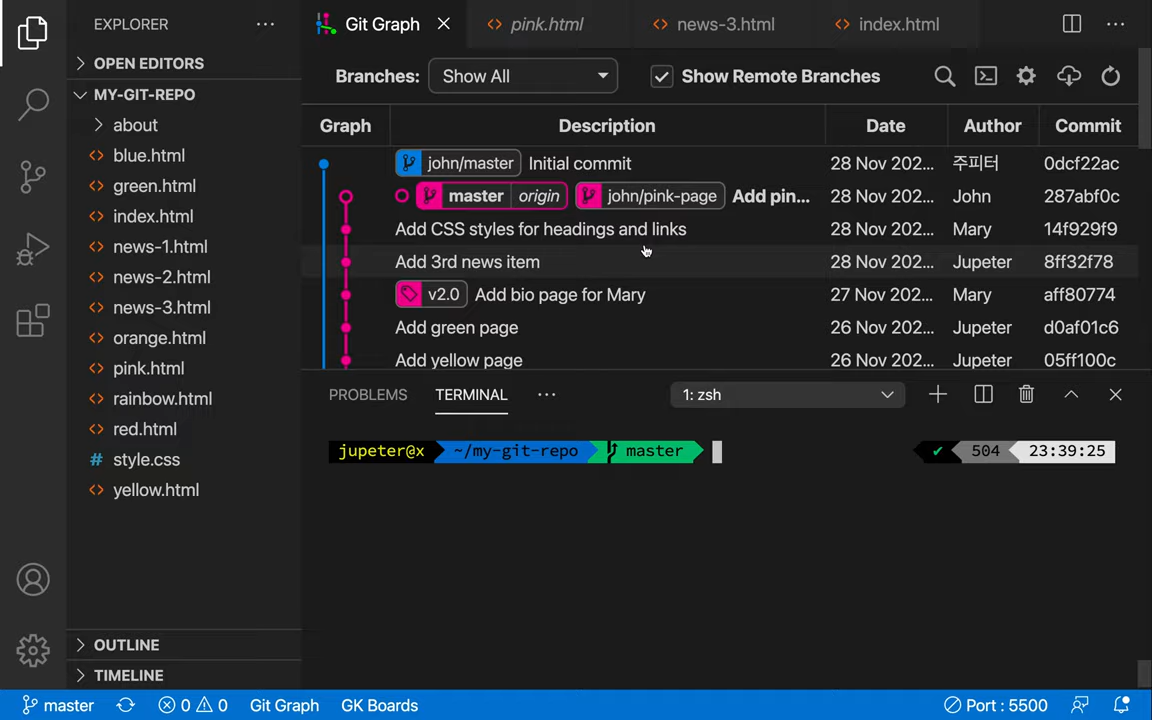 EXPLORER
Git Graph
pink.html
news-3.html
index.html
OPEN EDITORS
MY-GIT-REPO
about
blue.html
green.html
index.html
news-1.html
news-2.html
news-3.html
orange.html
pink.html
rainbow.html
red.html
# style.css
yellow.html
OUTLINE
TIMELINE
Branches: Show All Show Remote Branches
Graph Description Date Author Commit
john/master Initial commit 28 Nov 202... 주피터 0dcf22ac
master origin john/pink-page Add pin... 28 Nov 202... John 287abf0c
Add CSS styles for headings and links 28 Nov 202... Mary 14f929f9
Add 3rd news item 28 Nov 202... Jupeter 8ff32f78
v2.0 Add bio page for Mary 27 Nov 202... Mary aff80774
Add green page 26 Nov 202... Jupeter d0af01c6
Add yellow page 26 Nov 202... Jupeter 05ff100c
PROBLEMS TERMINAL ... 1: zsh
jupeter@x ~/my-git-repo master ✔ 504 23:39:25
master 0 0 Git Graph GK Boards Port : 5500